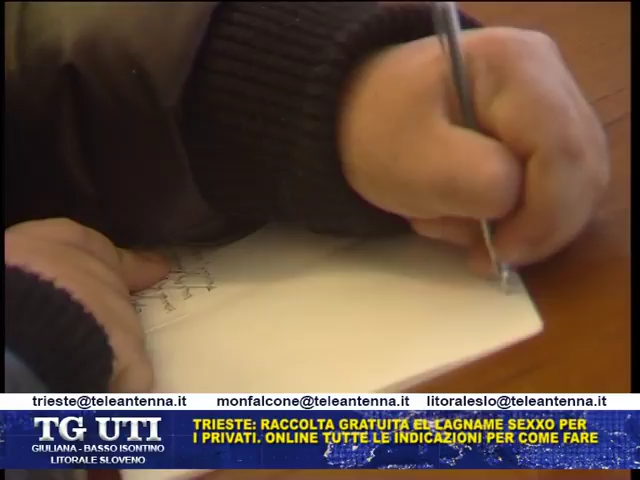 trieste@teleantenna.it monfalcone@teleantenna.it litoraleslo@teleantenna.it
TG UTI
GIULIANA - BASSO ISONTINO
LITORALE SLOVENO
TRIESTE: RACCOLTA GRATUITA EL LAGNAME SEXXO PER
I PRIVATI. ONLINE TUTTE LE INDICAZIONI PER COME FARE